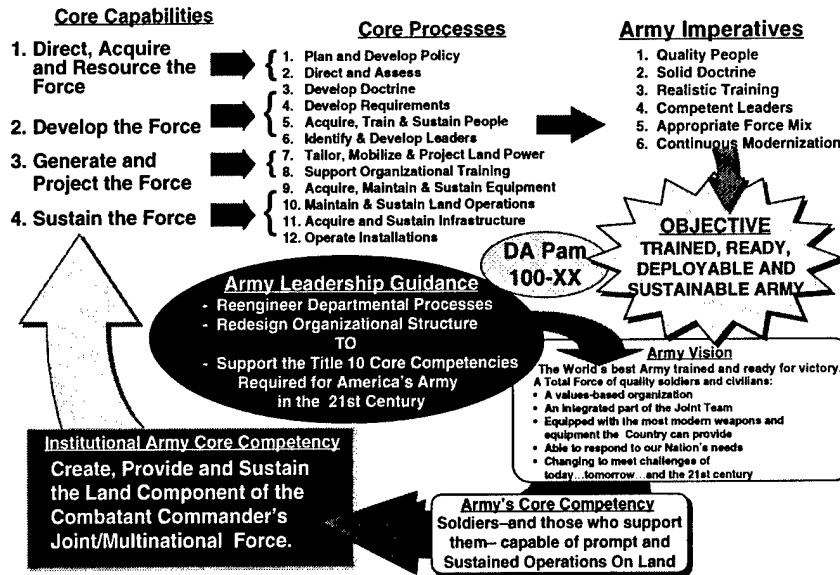 Core Capabilities
1. Direct, Acquire
and Resource the
Force
2. Develop the Force
3. Generate and
Project the Force
4. Sustain the Force
Core Processes
1. Plan and Develop Policy
2. Direct and Assess
3. Develop Doctrine
4. Develop Requirements
5. Acquire, Train & Sustain People
6. Identify & Develop Leaders
7. Tailor, Mobilize & Project Land Power
8. Support Organizational Training
9. Acquire, Maintain & Sustain Equipment
10. Maintain & Sustain Land Operations
11. Acquire and Sustain Infrastructure
12. Operate Installations
Army Imperatives
1. Quality People
2. Solid Doctrine
3. Realistic Training
4. Competent Leaders
5. Appropriate Force Mix
6. Continuous Modernization
OBJECTIVE
TRAINED, READY,
DEPLOYABLE AND
SUSTAINABLE ARMY
DA Pam
100-XX
Army Leadership Guidance
- Reengineer Departmental Processes
- Redesign Organizational Structure
TO
- Support the Title 10 Core Competencies
Required for America's Army
in the 21st Century
Army Vision
The World's best Army trained and ready for victory.
A Total Force of quality soldiers and civilians:
• A values-based organization
• An integrated part of the Joint Team
• Equipped with the most modern weapons and
equipment the Country can provide
• Able to respond to our Nation's needs
• Changing to meet challenges of
today...tomorrow...and the 21st century
Institutional Army Core Competency
Create, Provide and Sustain
the Land Component of the
Combatant Commander's
Joint/Multinational Force.
Army's Core Competency
Soldiers–and those who support
them– capable of prompt and
Sustained Operations On Land